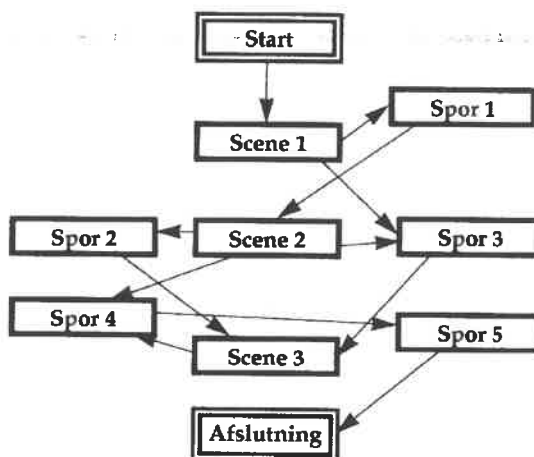 Start
Spor 1
Scene 1
Spor 2
Scene 2
Spor 3
Spor 4
Scene 3
Spor 5
Afslutning